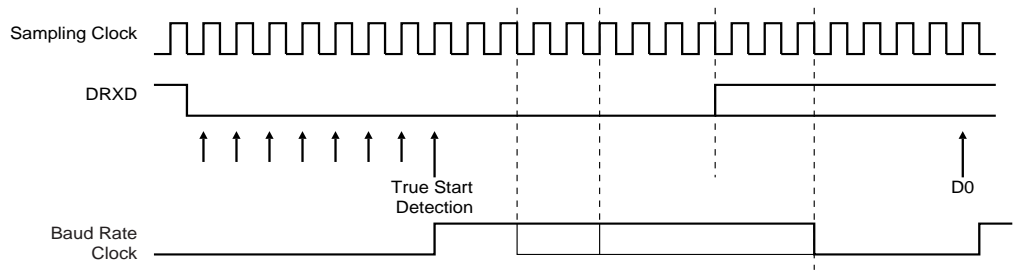 Sampling Clock
DRXD
True Start
Detection
D0
Baud Rate
Clock